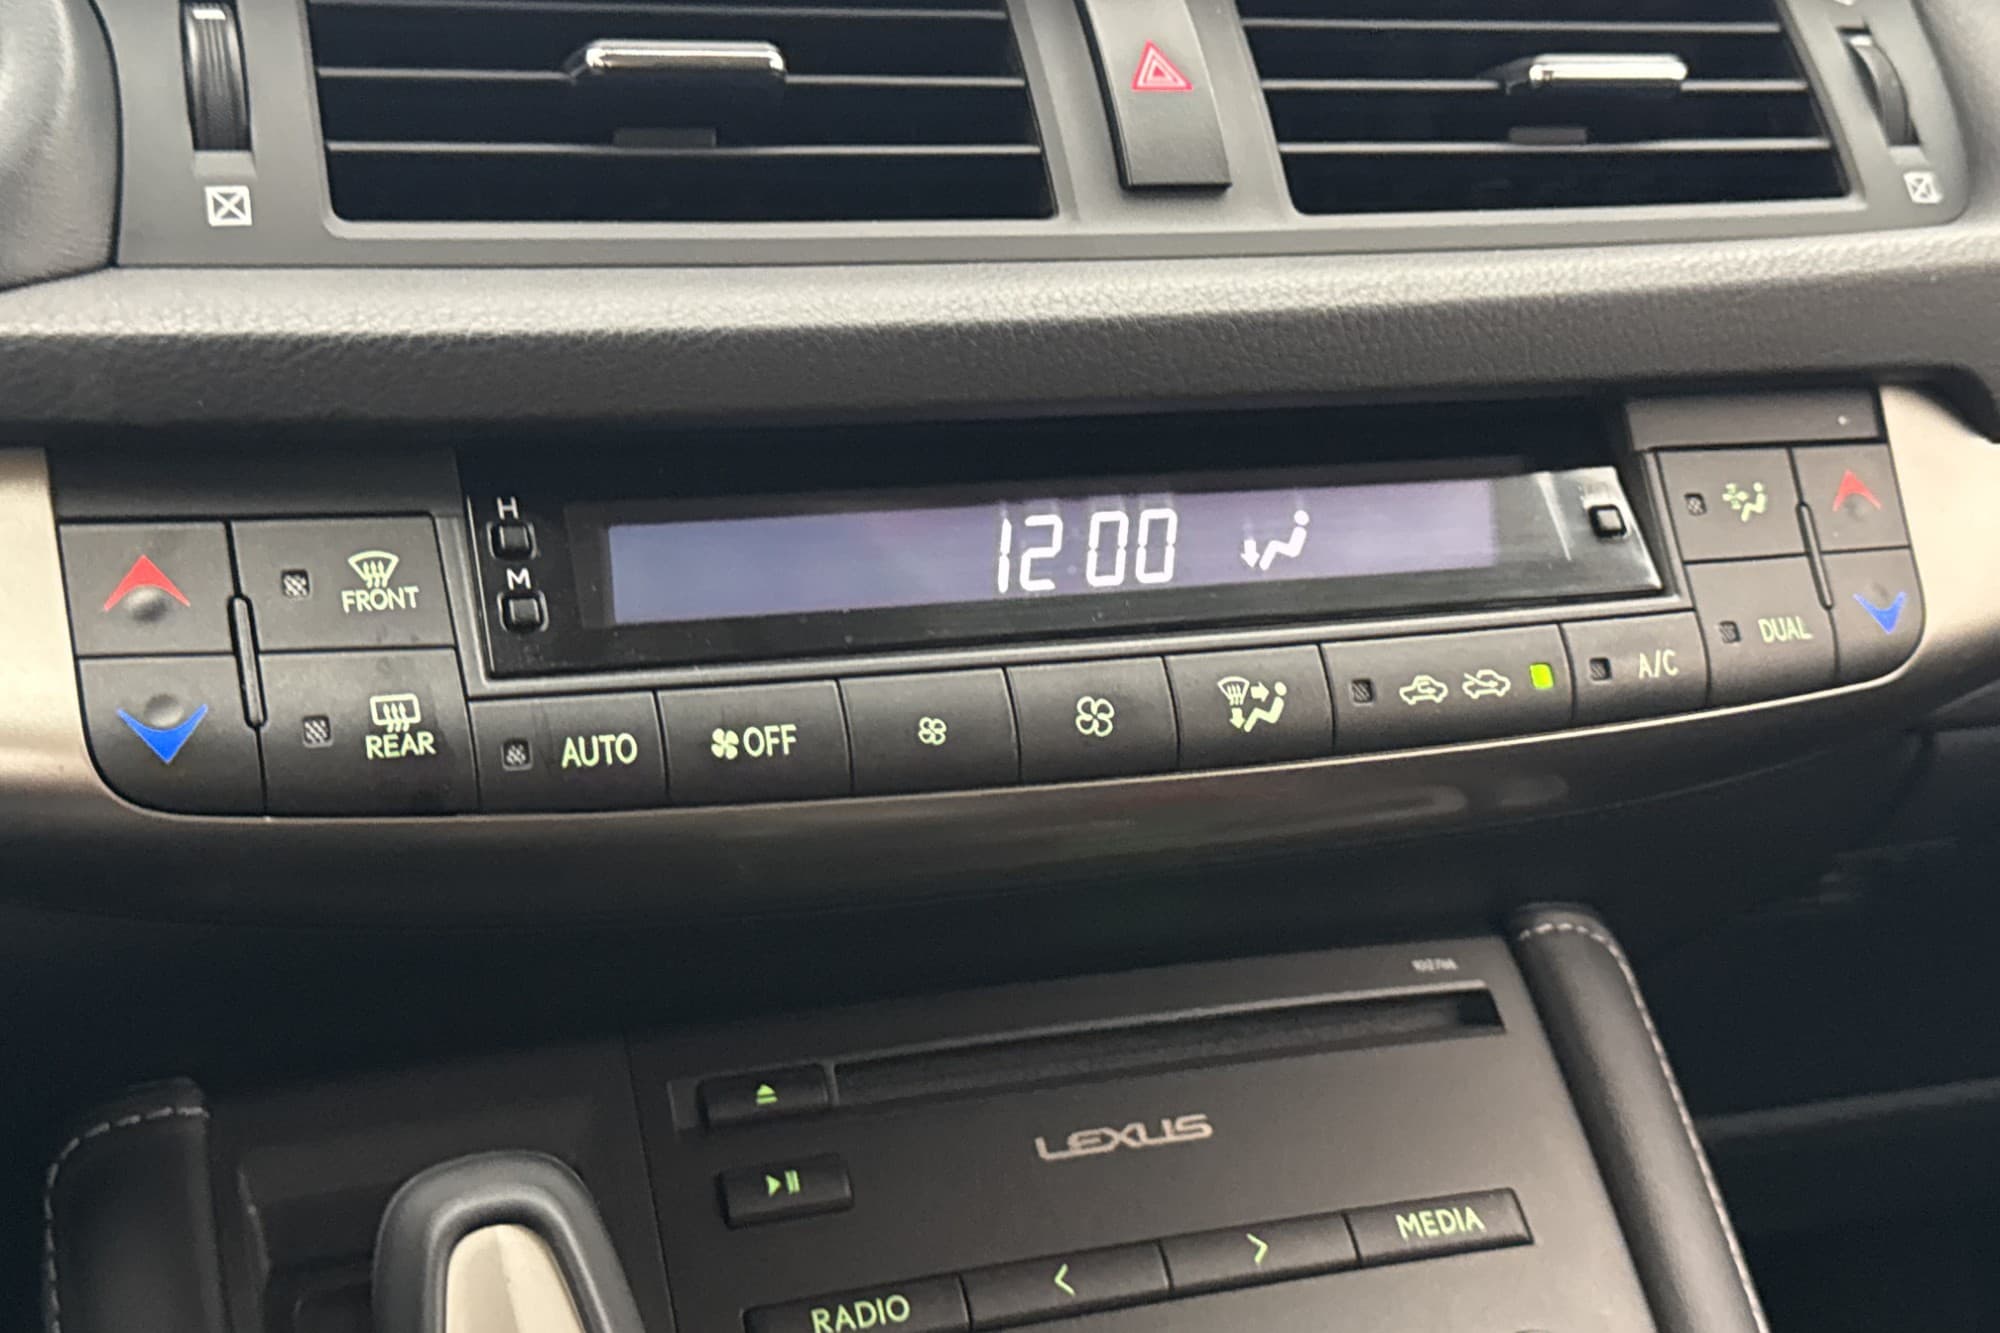 H
12:00
M
FRONT
REAR
AUTO
OFF
A/C
DUAL
LEXUS
MEDIA
RADIO